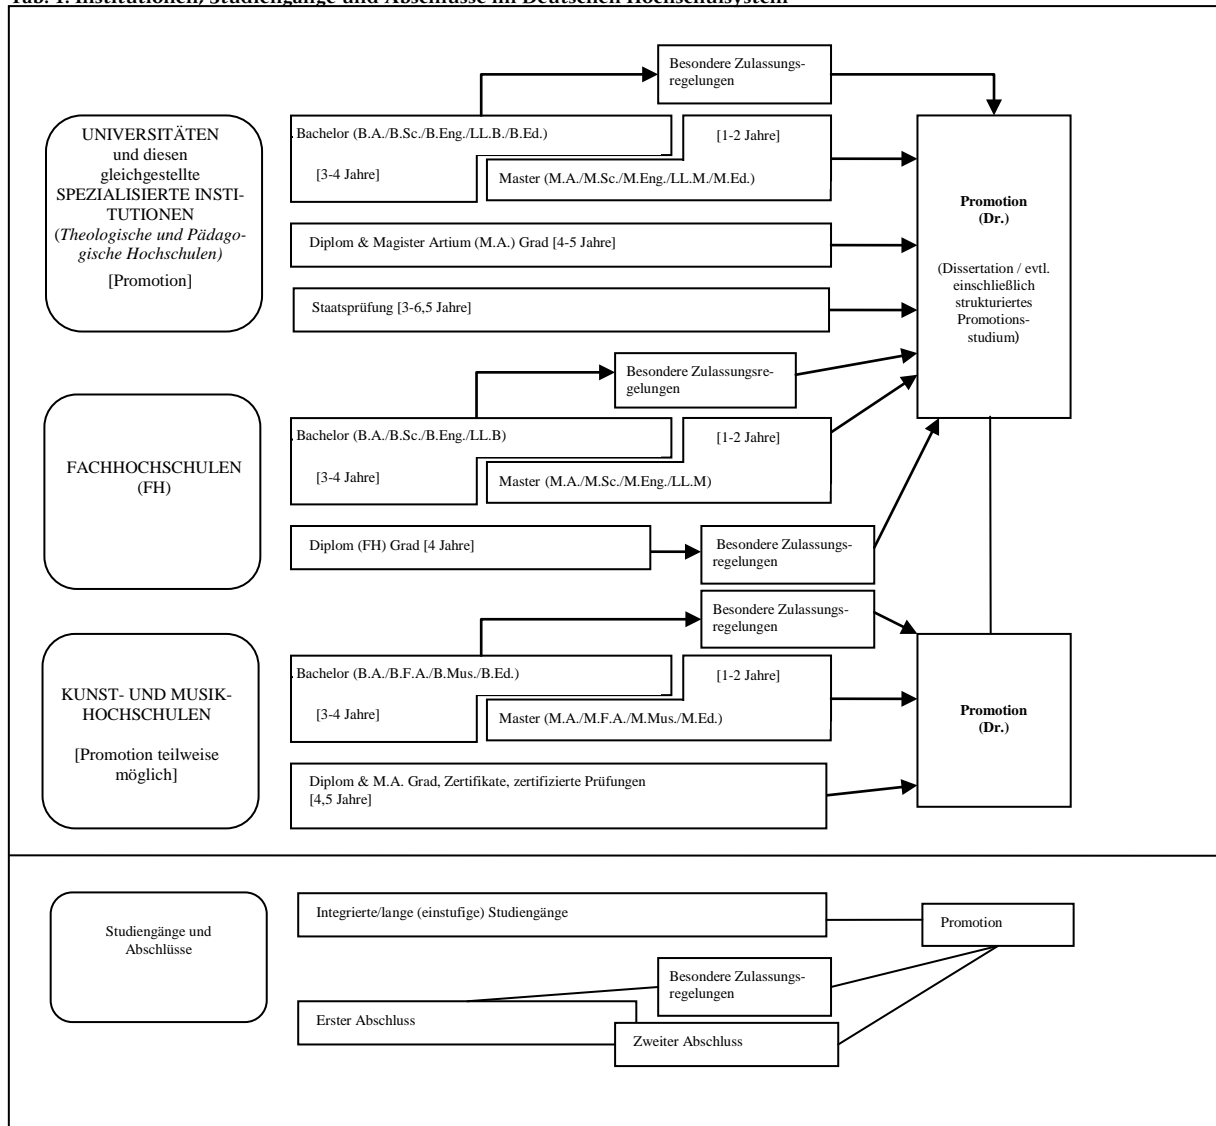 Tab. 1: Institutionen, Studiengänge und Abschlüsse im Deutschen Hochschulsystem
Besondere Zulassungs-
regelungen
UNIVERSITÄTEN
und diesen
gleichgestellte
SPEZIALISIERTE INSTI-
TUTIONEN
(Theologische und Pädago-
gische Hochschulen)
[Promotion]
Bachelor (B.A./B.Sc./B.Eng./LL.B./B.Ed.)
[3-4 Jahre]
[1-2 Jahre]
Master (M.A./M.Sc./M.Eng./LL.M./M.Ed.)
Diplom & Magister Artium (M.A.) Grad [4-5 Jahre]
Staatsprüfung [3-6,5 Jahre]
Promotion
(Dr.)
(Dissertation / evtl.
einschließlich
strukturiertes
Promotions-
studium)
FACHHOCHSCHULEN
(FH)
Besondere Zulassungsre-
gelungen
Bachelor (B.A./B.Sc./B.Eng./LL.B)
[3-4 Jahre]
[1-2 Jahre]
Master (M.A./M.Sc./M.Eng./LL.M)
Diplom (FH) Grad [4 Jahre]
Besondere Zulassungs-
regelungen
KUNST- UND MUSIK-
HOCHSCHULEN
[Promotion teilweise
möglich]
Besondere Zulassungs-
regelungen
Bachelor (B.A./B.F.A./B.Mus./B.Ed.)
[3-4 Jahre]
[1-2 Jahre]
Master (M.A./M.F.A./M.Mus./M.Ed.)
Diplom & M.A. Grad, Zertifikate, zertifizierte Prüfungen
[4,5 Jahre]
Promotion
(Dr.)
Studiengänge und
Abschlüsse
Integrierte/lange (einstufige) Studiengänge
Promotion
Besondere Zulassungs-
regelungen
Erster Abschluss
Zweiter Abschluss